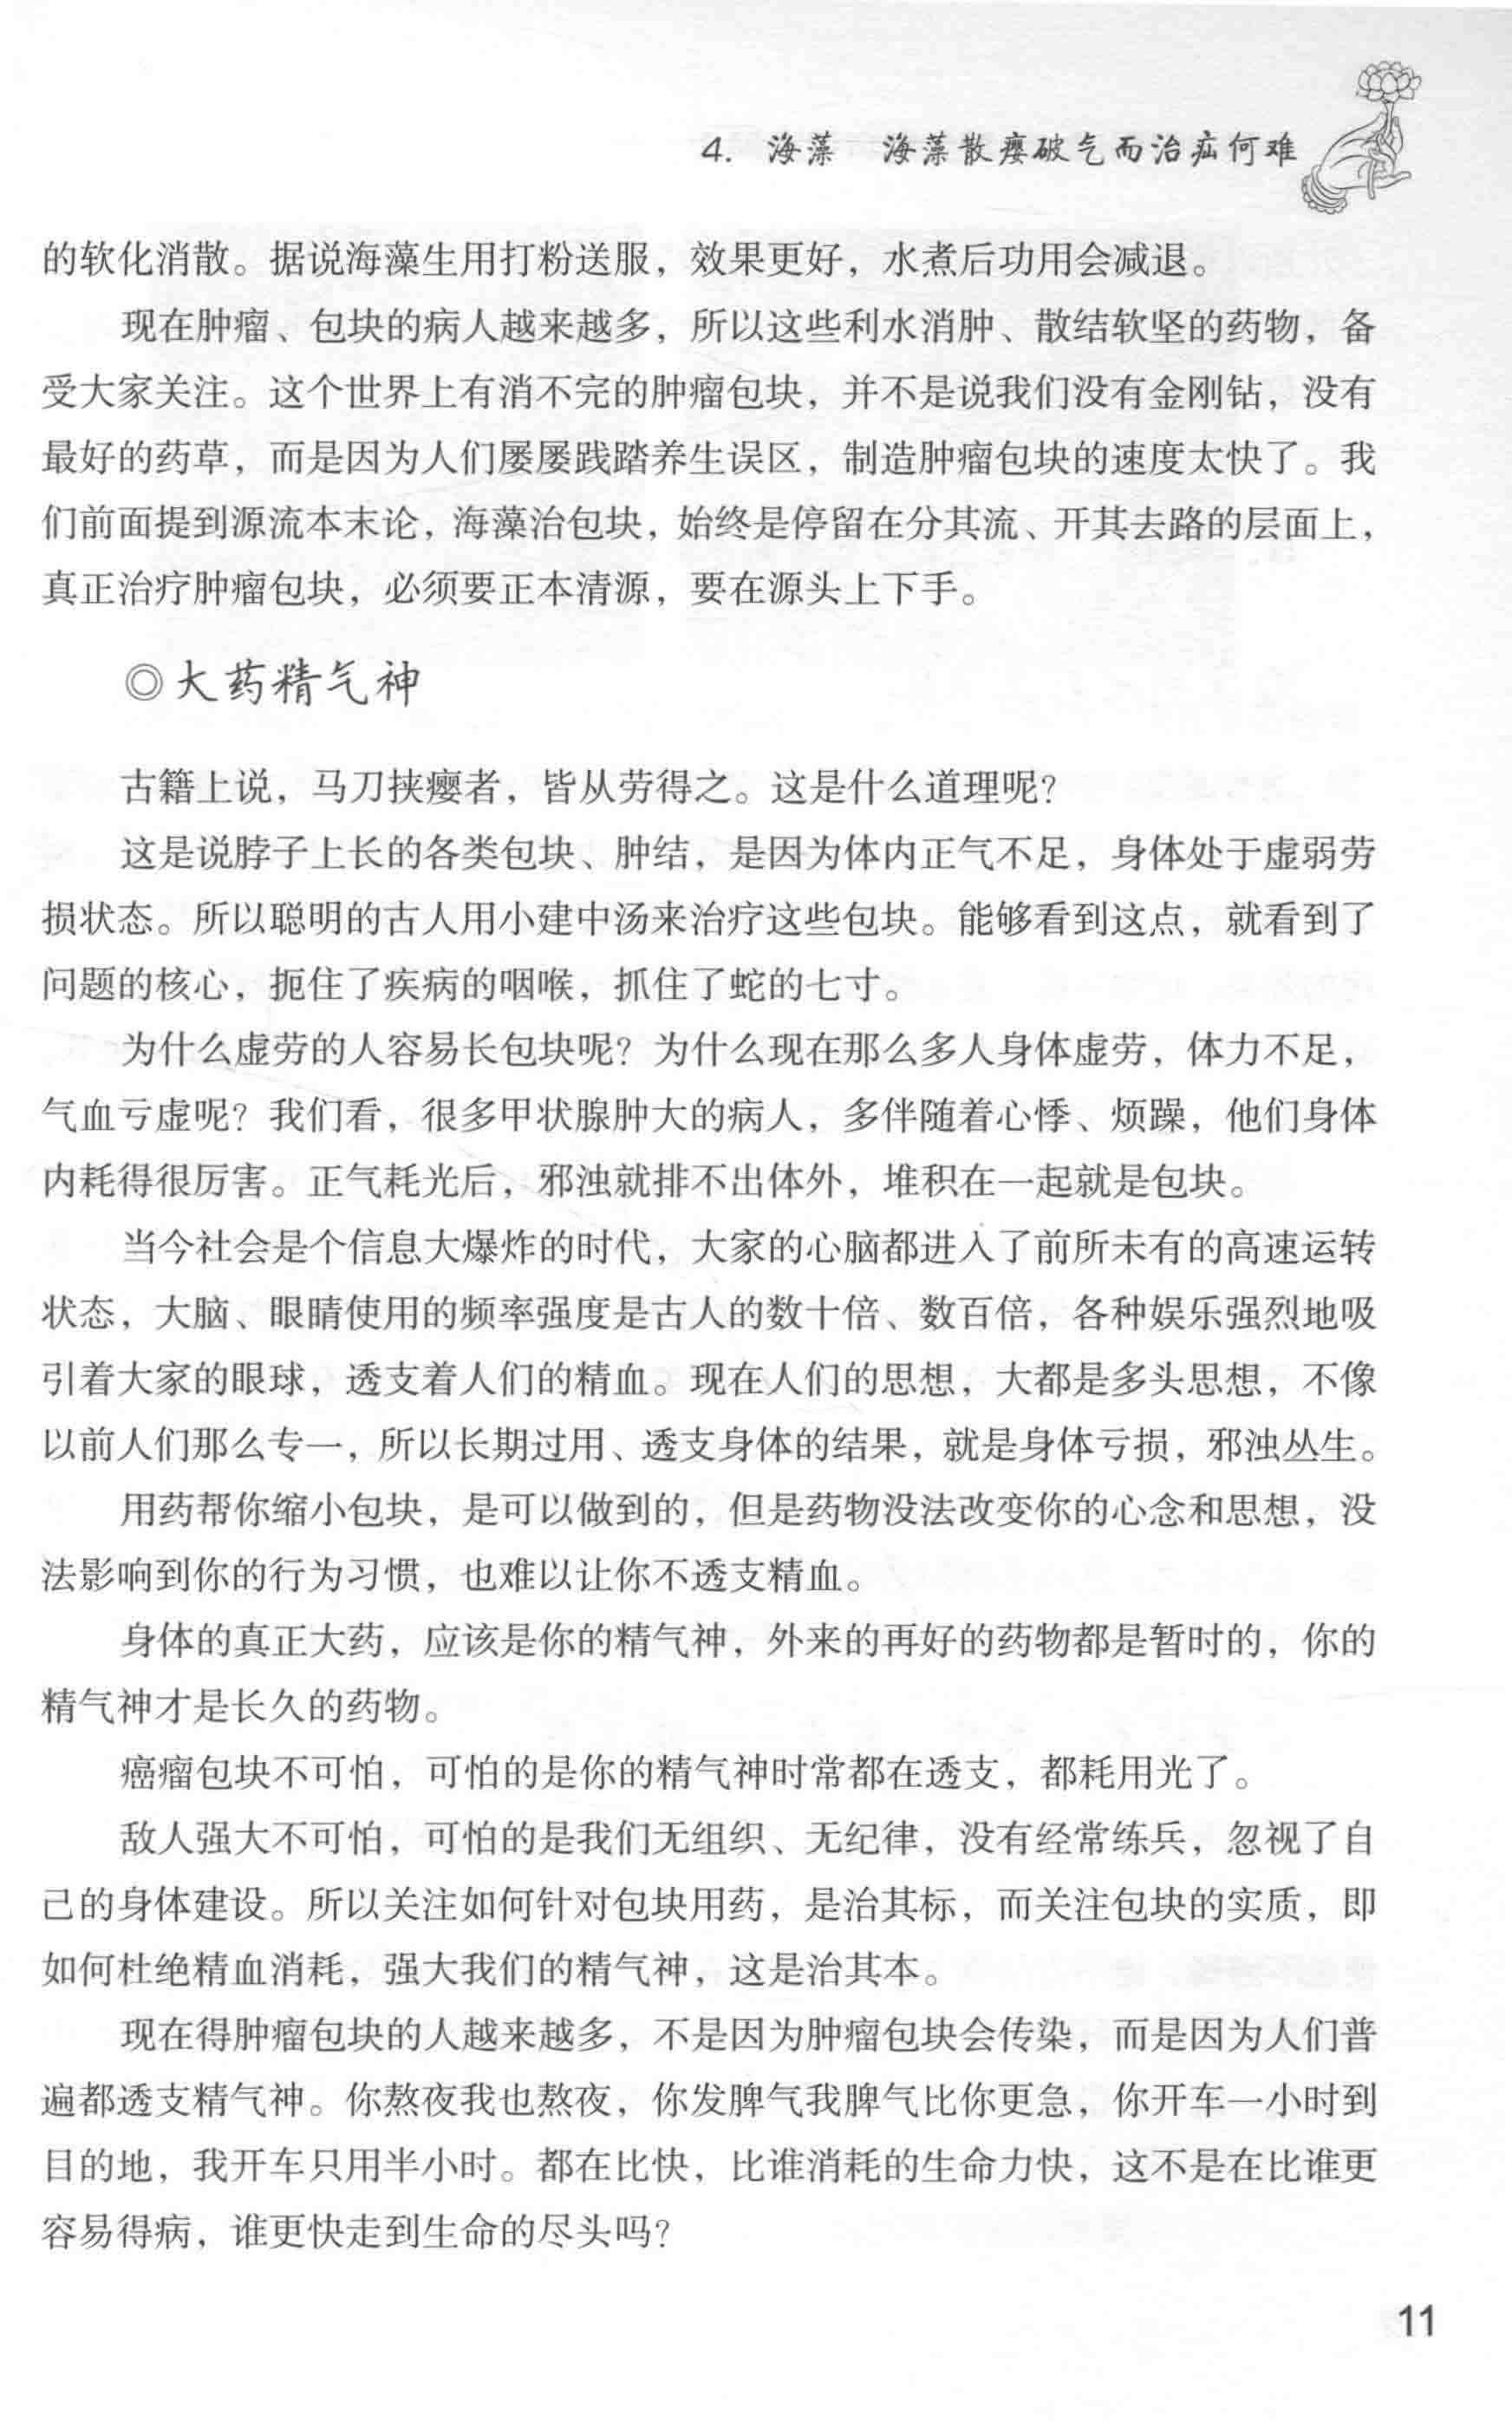 4. 海藻 海藻散瘿破气而治疝何难
的软化消散。据说海藻生用打粉送服，效果更好，水煮后功用会减退。
现在肿瘤、包块的病人越来越多，所以这些利水消肿、散结软坚的药物，备
受大家关注。这个世界上有消不完的肿瘤包块，并不是说我们没有金刚钻，没有
最好的药草，而是因为人们屡屡践踏养生误区，制造肿瘤包块的速度太快了。我
们前面提到源流本末论，海藻治包块，始终是停留在分其流、开其去路的层面上，
真正治疗肿瘤包块，必须要正本清源，要在源头上下手。
◎大药精气神
古籍上说，马刀挟瘿者，皆从劳得之。这是什么道理呢？
这是说脖子上长的各类包块、肿结，是因为体内正气不足，身体处于虚弱劳
损状态。所以聪明的古人用小建中汤来治疗这些包块。能够看到这点，就看到了
问题的核心，扼住了疾病的咽喉，抓住了蛇的七寸。
为什么虚劳的人容易长包块呢？为什么现在那么多人身体虚劳，体力不足，
气血亏虚呢？我们看，很多甲状腺肿大的病人，多伴随着心悸、烦躁，他们身体
内耗得很厉害。正气耗光后，邪浊就排不出体外，堆积在一起就是包块。
当今社会是个信息大爆炸的时代，大家的心脑都进入了前所未有的高速运转
状态，大脑、眼睛使用的频率强度是古人的数十倍、数百倍，各种娱乐强烈地吸
引着大家的眼球，透支着人们的精血。现在人们的思想，大都是多头思想，不像
以前人们那么专一，所以长期过用、透支身体的结果，就是身体亏损，邪浊丛生。
用药帮你缩小包块，是可以做到的，但是药物没法改变你的心念和思想，没
法影响到你的行为习惯，也难以让你不透支精血。
身体的真正大药，应该是你的精气神，外来的再好的药物都是暂时的，你的
精气神才是长久的药物。
癌瘤包块不可怕，可怕的是你的精气神时常都在透支，都耗用光了。
敌人强大不可怕，可怕的是我们无组织、无纪律，没有经常练兵，忽视了自
己的身体建设。所以关注如何针对包块用药，是治其标，而关注包块的实质，即
如何杜绝精血消耗，强大我们的精气神，这是治其本。
现在得肿瘤包块的人越来越多，不是因为肿瘤包块会传染，而是因为人们普
遍都透支精气神。你熬夜我也熬夜，你发脾气我脾气比你更急，你开车一小时到
目的地，我开车只用半小时。都在比快，比谁消耗的生命力快，这不是在比谁更
容易得病，谁更快走到生命的尽头吗？
11